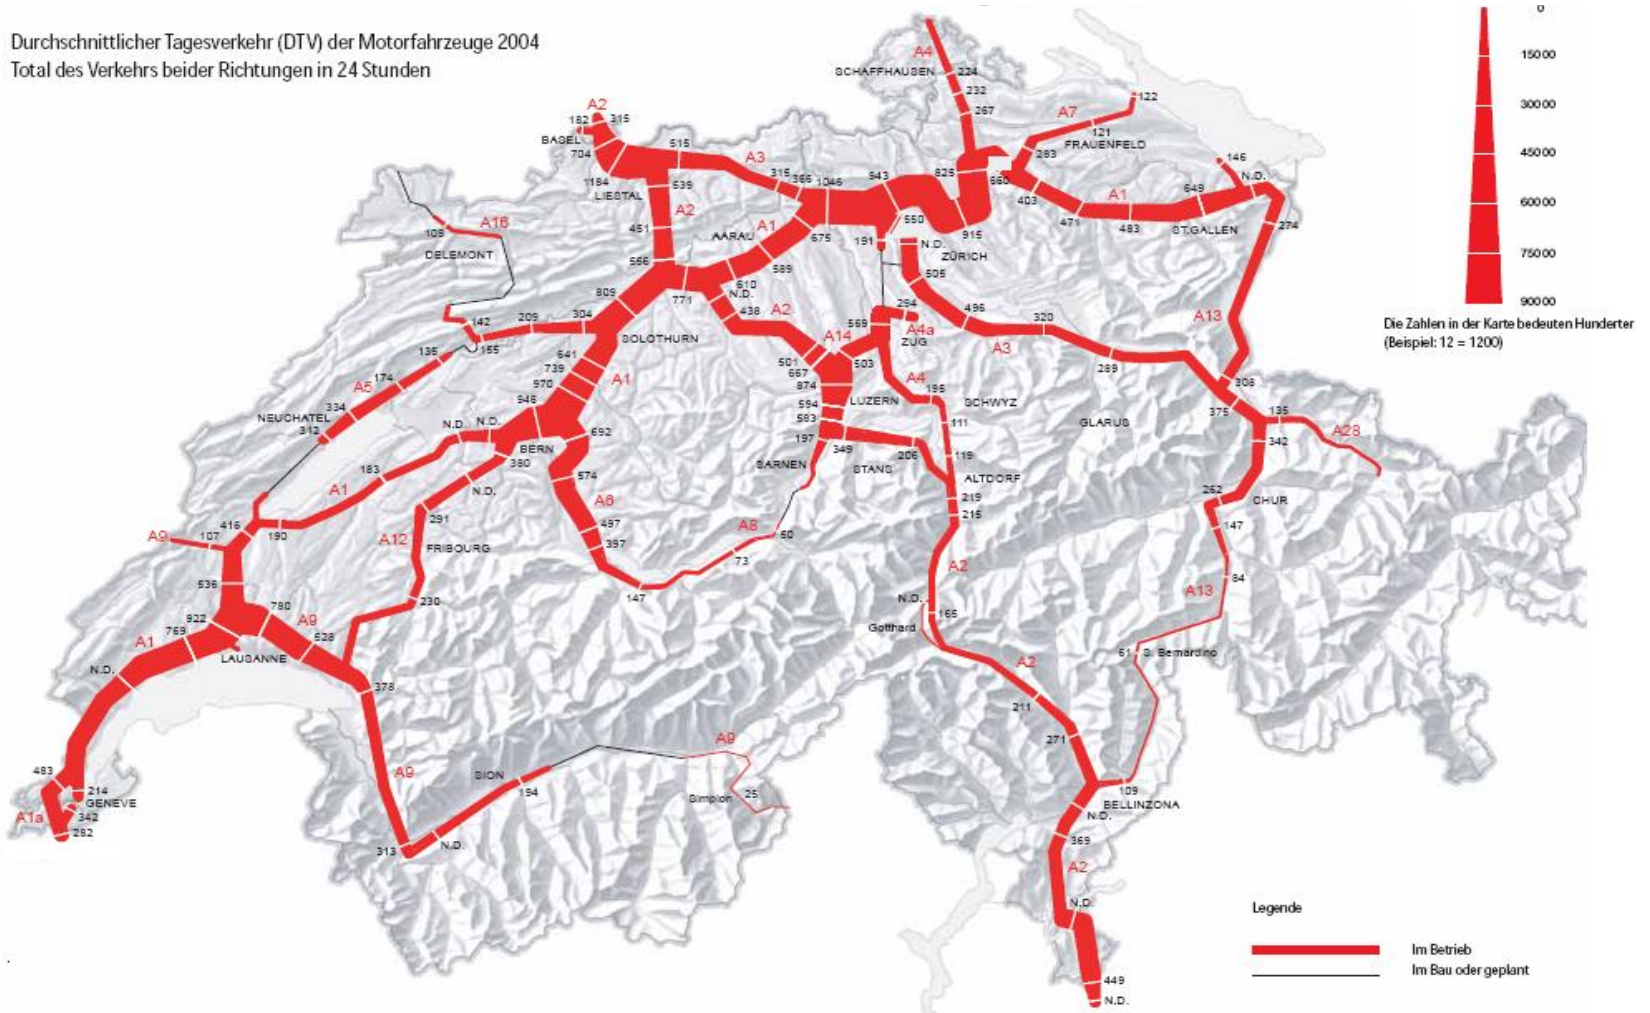 Durchschnittlicher Tagesverkehr (DTV) der Motorfahrzeuge 2004
Total des Verkehrs beider Richtungen in 24 Stunden
0
15000
30000
45000
60000
75000
90000
Die Zahlen in der Karte bedeuten Hunderter
(Beispiel: 12 = 1200)
A4
SCHAFFHAUSEN
224
232
267
A7
122
121
FRAUENFELD
283
A2
182
315
BASEL
704
1184
LIESTAL
515
A3
539
A2
451
566
315
366
1046
943
825
660
403
471
A1
483
649
ST.GALLEN
146
N.D.
274
A1
AARAU
675
589
610
N.D.
550
915
191
N.D.
ZÜRICH
505
A16
109
DELEMONT
809
771
438
A2
294
569
A4a
ZUG
496
320
A3
289
A13
142
209
304
155
SOLOTHURN
A14
501
667
503
135
174
A5
641
739
970
A1
874
A4
195
LUZERN
SCHWYZ
308
375
NEUCHATEL
334
312
946
594
583
111
GLARUS
135
A28
N.D.
N.D.
BERN
692
197
349
206
119
342
380
SARNEN
STANS
ALTDORF
183
A1
N.D.
574
A6
219
215
262
CHUR
147
A9
107
416
190
291
A12
FRIBOURG
497
397
A8
50
73
147
A2
84
A13
536
N.D.
165
230
Gotthard
922
780
A9
769
A1
528
LAUSANNE
61
S. Bernardino
N.D.
378
A2
211
271
483
214
GENEVE
342
A1a
282
A9
SION
194
A9
Simplon
25
109
BELLINZONA
N.D.
313
N.D.
369
A2
N.D.
Legende
Im Betrieb
Im Bau oder geplant
449
N.D.